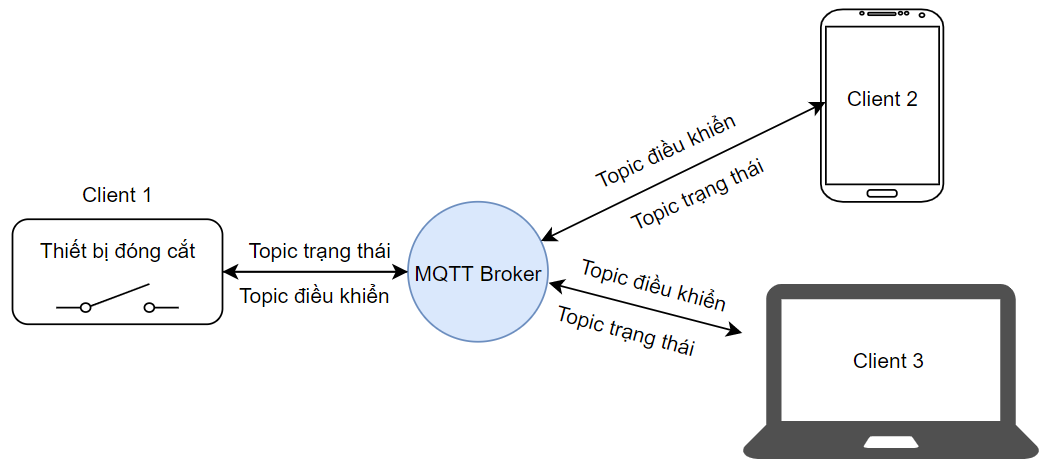 Client 1
Thiết bị đóng cắt
Topic trạng thái
Topic điều khiển
MQTT Broker
Topic điều khiển
Topic trạng thái
Client 2
Topic điều khiển
Topic trạng thái
Client 3